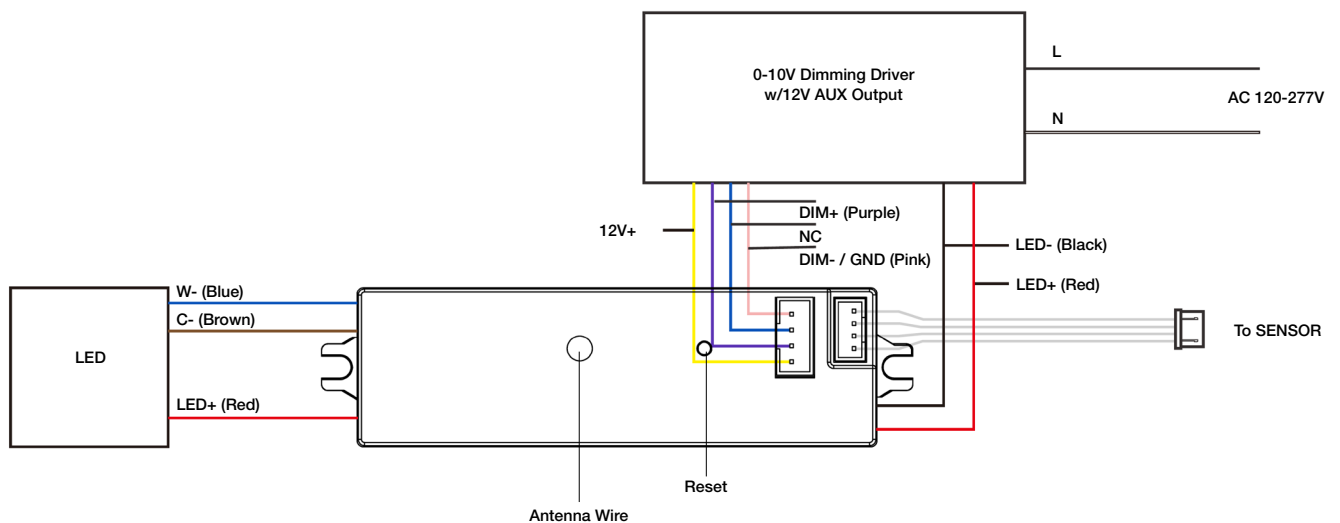 L
0-10V Dimming Driver
w/12V AUX Output
AC 120-277V
N
DIM+ (Purple)
12V+
NC
DIM- / GND (Pink)
LED- (Black)
LED+ (Red)
W- (Blue)
C- (Brown)
LED
LED+ (Red)
To SENSOR
Reset
Antenna Wire